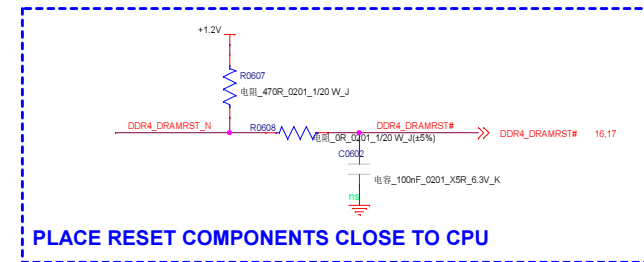 +1.2V
R0607
电阻_470R_0201_1/20 W_J
DDR4_DRAMRST_N
R0608
电阻_0R_0201_1/20 W_J(±5%)
DDR4_DRAMRST#
DDR4_DRAMRST# 16,17
C0602
电容_100nF_0201_X5R_6.3V_K
ns
PLACE RESET COMPONENTS CLOSE TO CPU